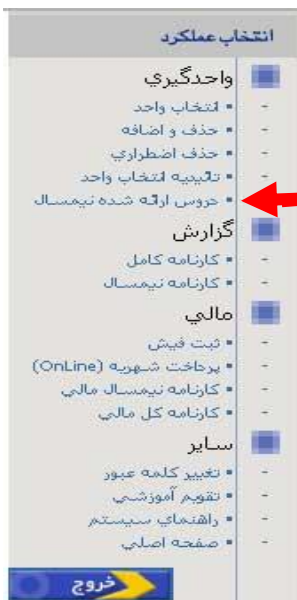 انتخاب عملکرد
واحدگيري
انتخاب واحد
حذف و اضافه
حذف اضطراري
تائيديه انتخاب واحد
دروس ارائه شده نيمسال
گزارش
کارنامه کامل
کارنامه نيمسال
مالي
ثبت فيش
پرداخت شهريه (OnLine)
کارنامه نيمسال مالي
کارنامه کل مالي
ساير
تغيير کلمه عبور
تقويم آموزشي
راهنماي سيستم
صفحه اصلي
خروج